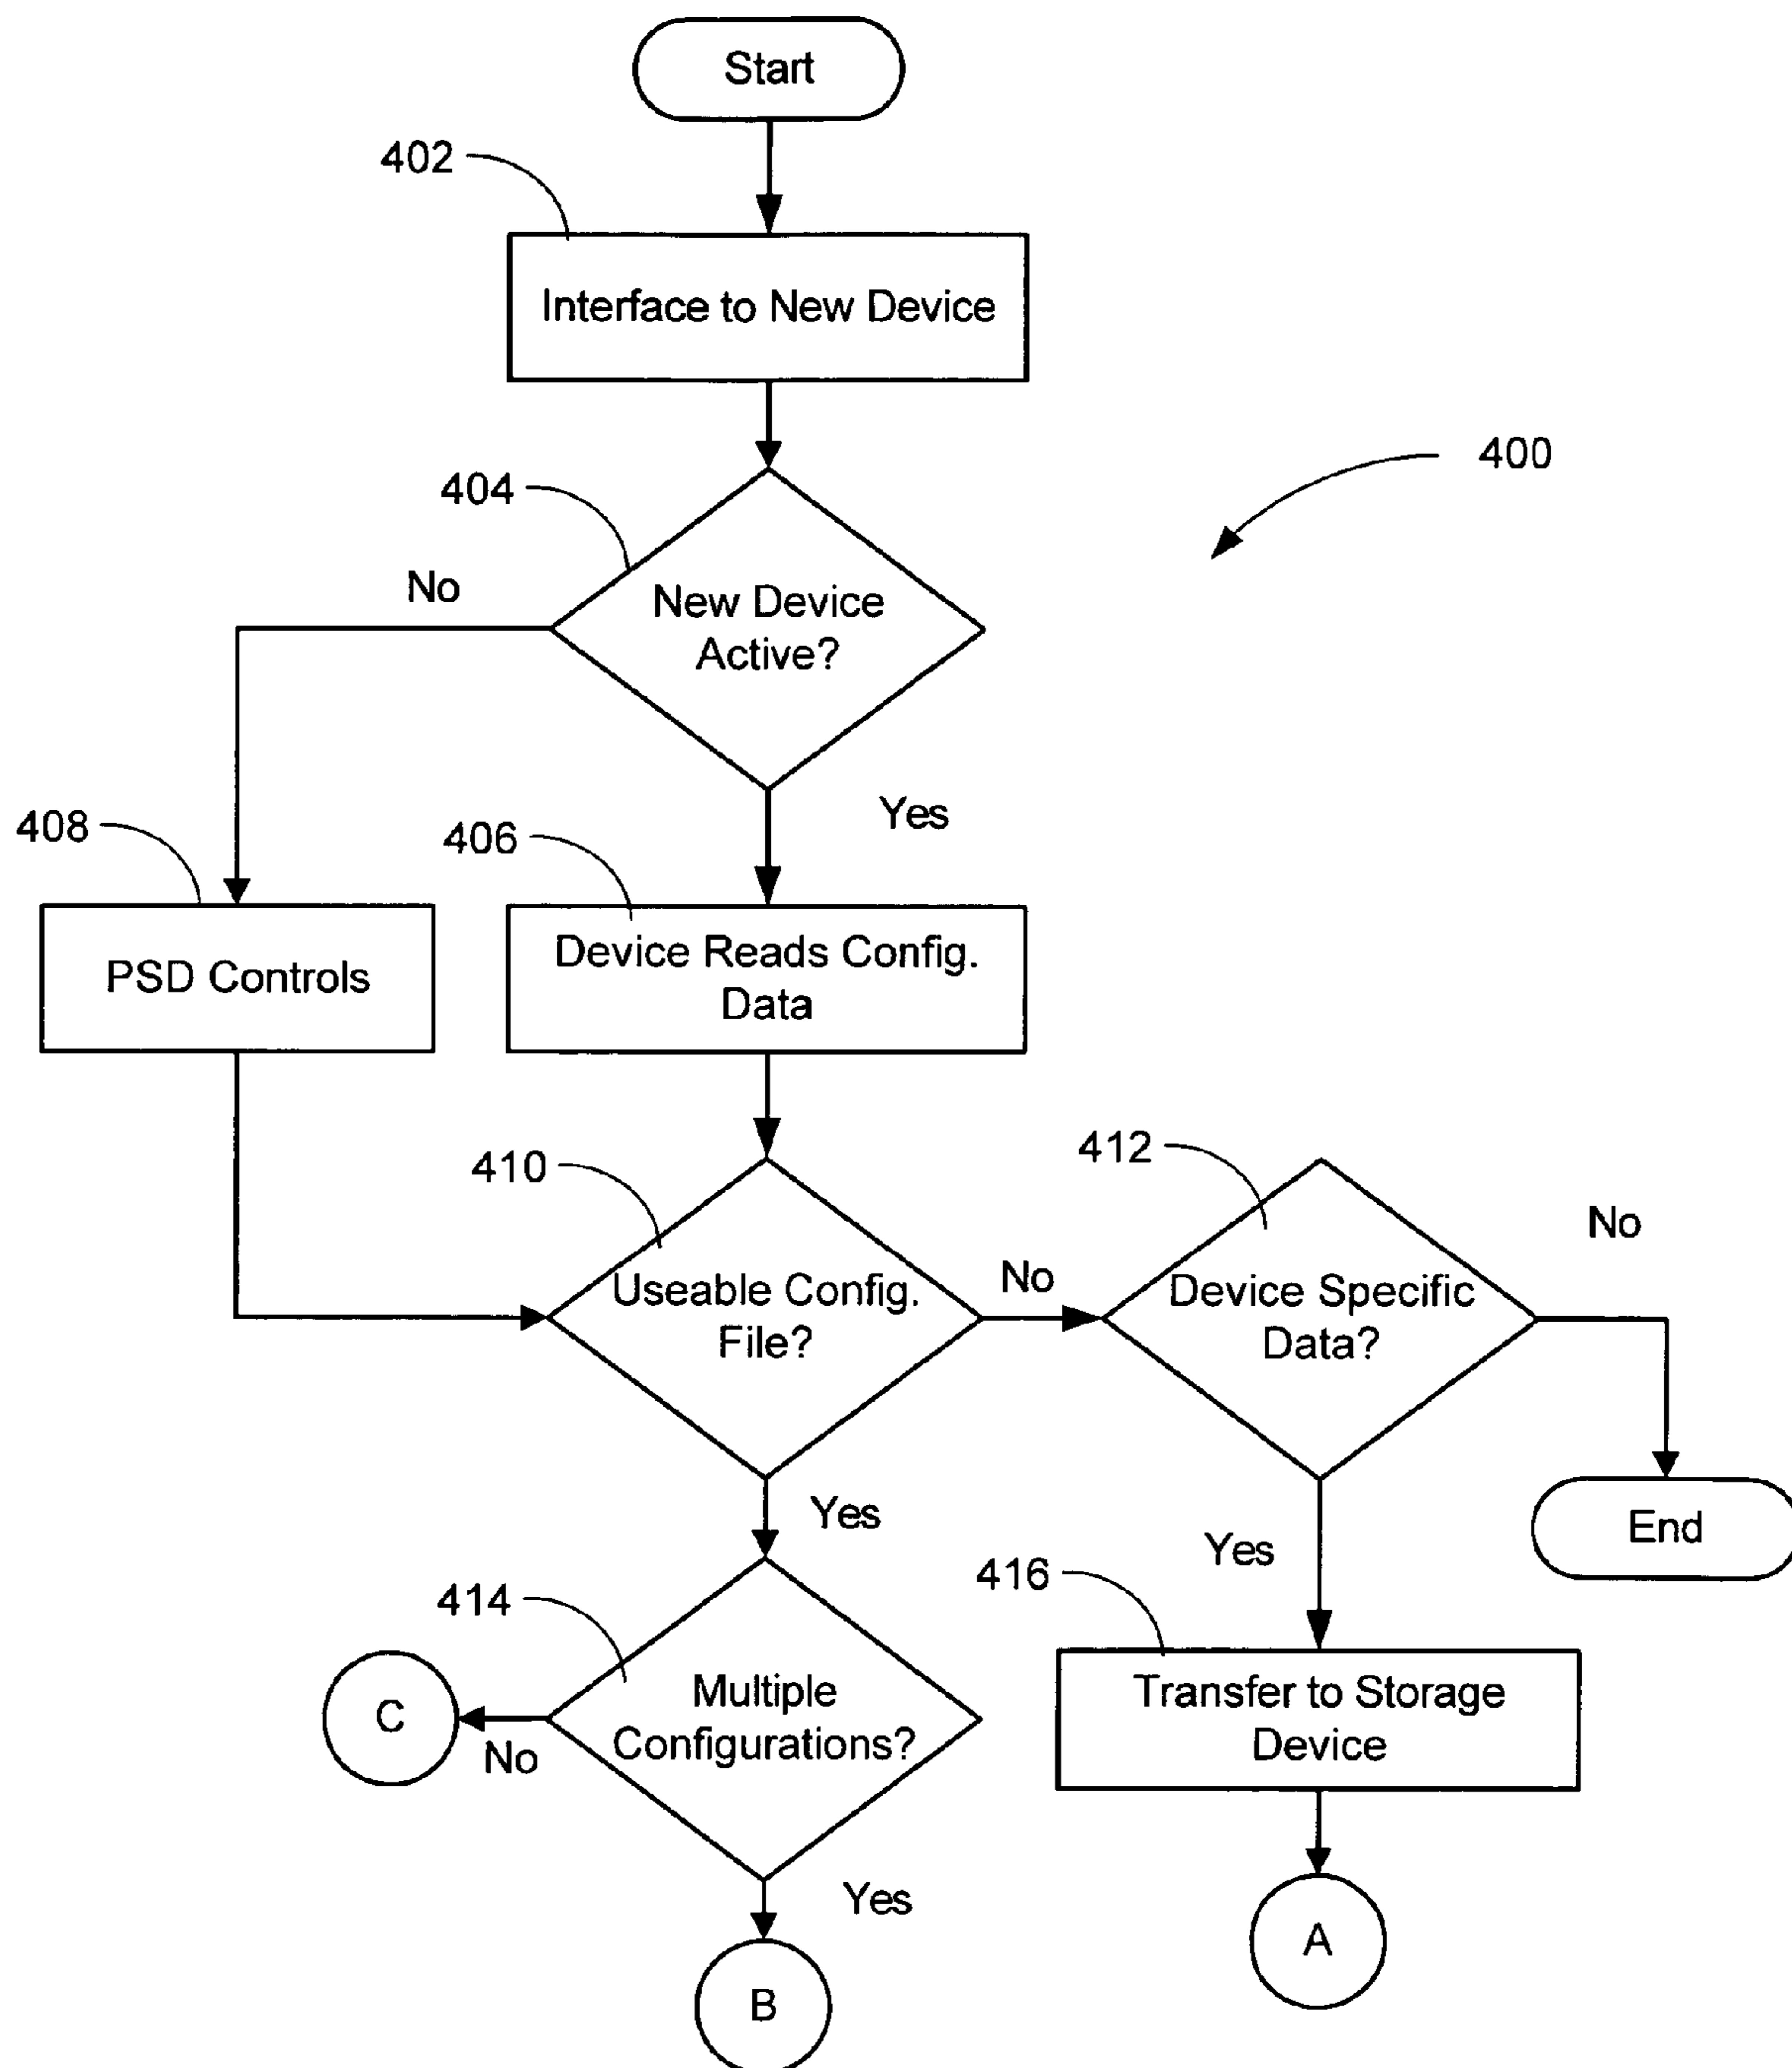 Start
402
Interface to New Device
400
404
No
New Device
Active?
Yes
408
406
PSD Controls
Device Reads Config.
Data
410
412
No
Useable Config.
File?
No
Device Specific
Data?
Yes
End
Yes
414
416
C
No
Multiple
Configurations?
Transfer to Storage
Device
Yes
A
B